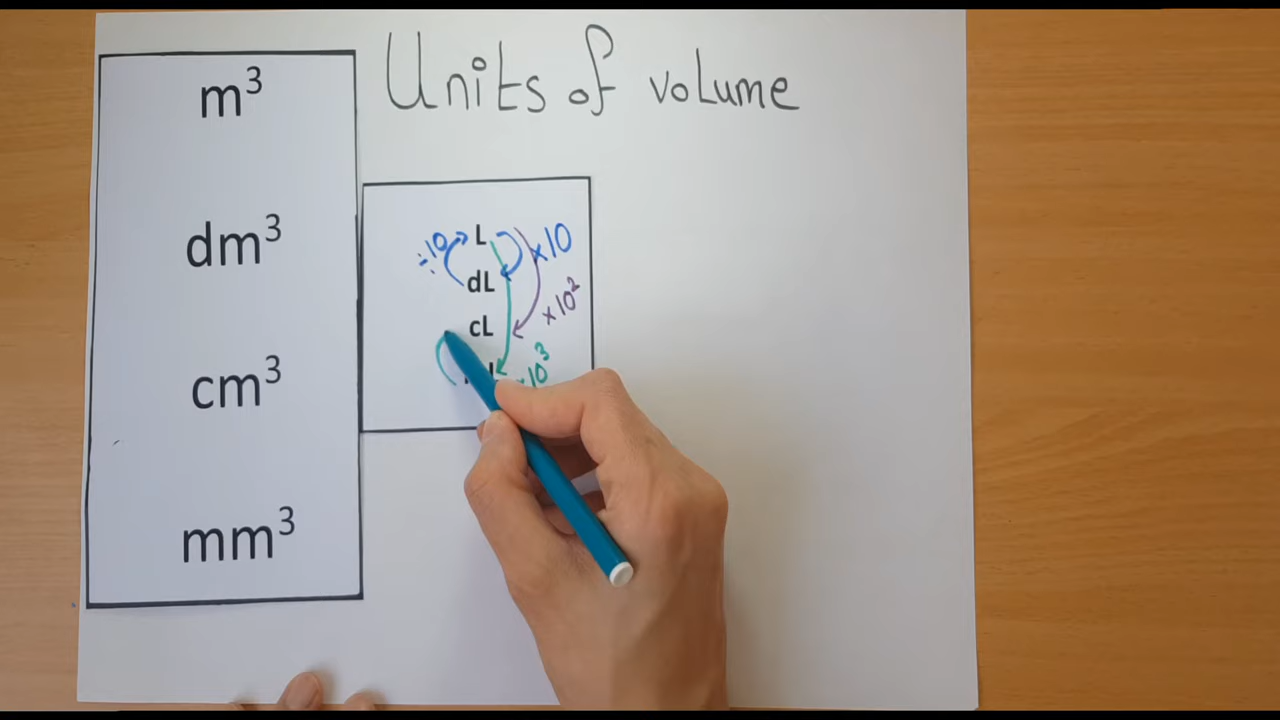 Units of volume
m³
dm³
cm³
mm³
L
dL
cL
÷10
×10
×10²
10³